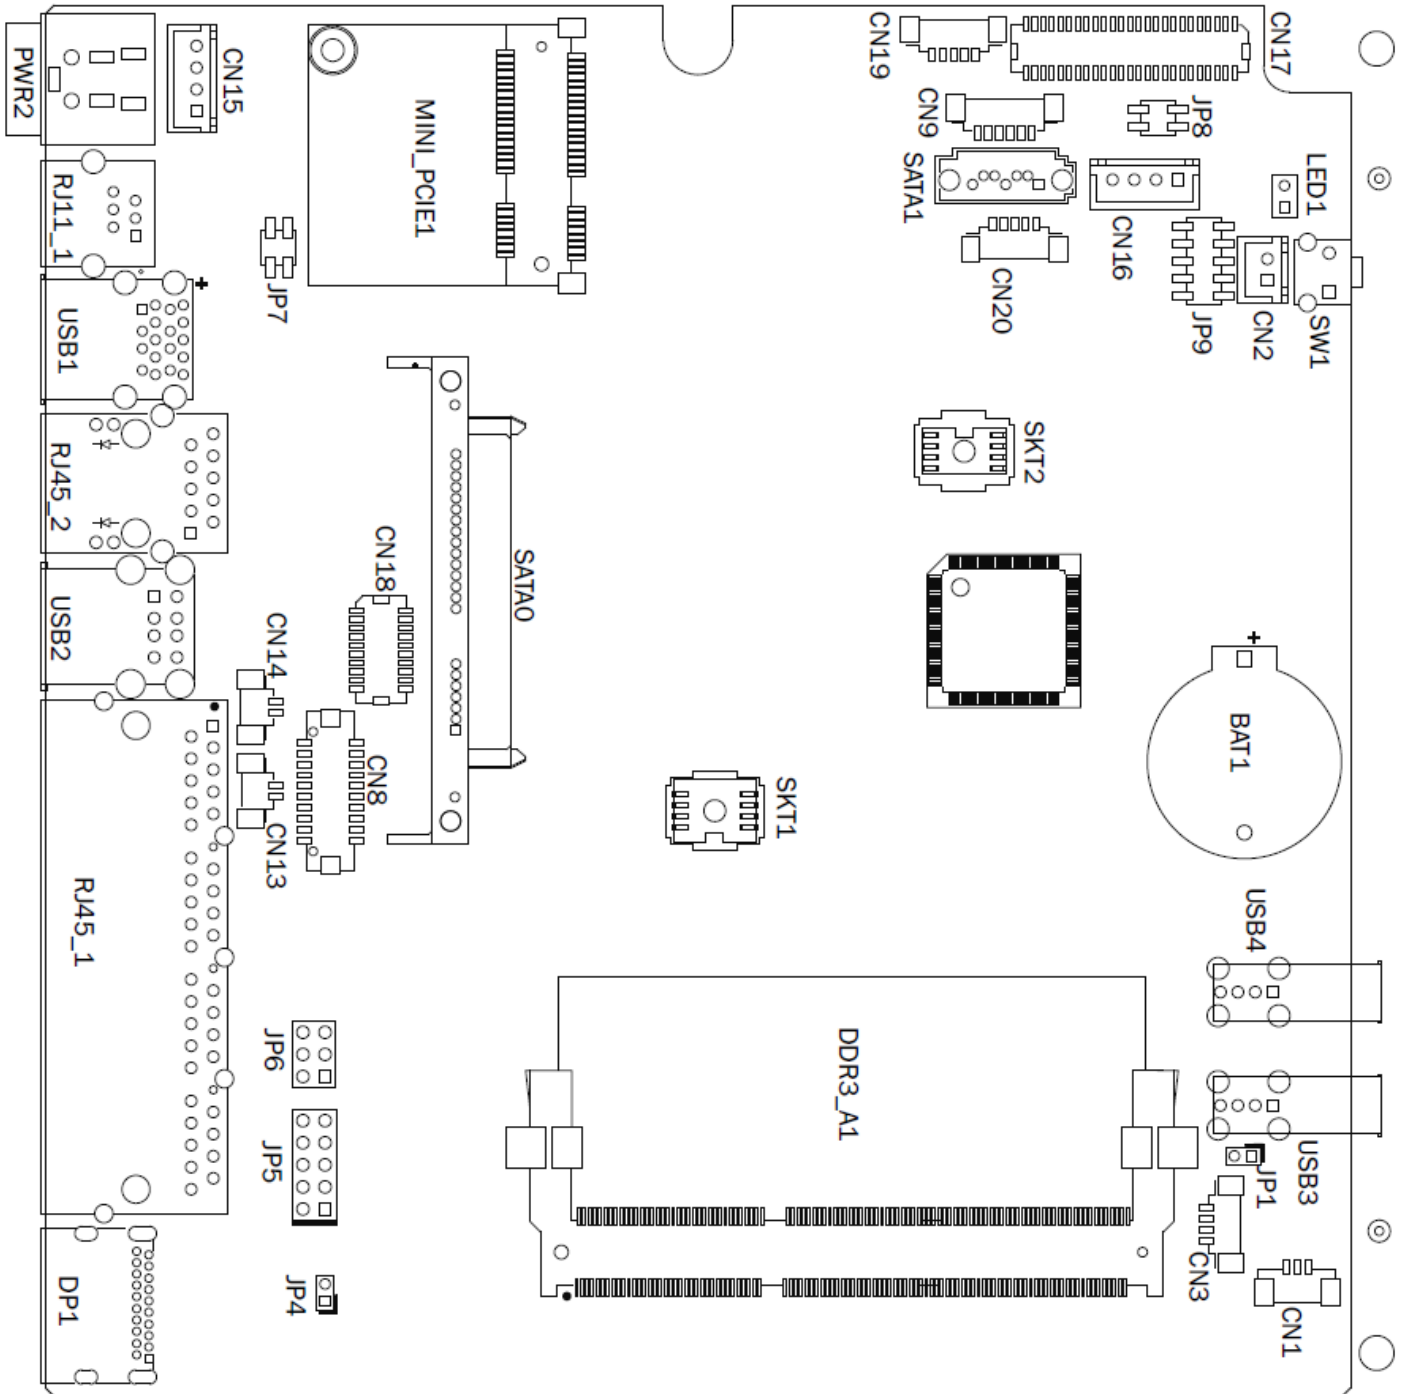 PWR2
CN15
MINI_PCIE1
CN19
CN17
CN9
JP8
SATA1
LED1
RJ11_1
CN16
JP7
CN20
JP9
CN2
SW1
USB1
RJ45_2
SKT2
CN18
SATA0
USB2
CN14
+
+
BAT1
CN8
SKT1
CN13
RJ45_1
USB4
JP6
DDR3_A1
JP5
JP1
USB3
CN3
DP1
JP4
CN1